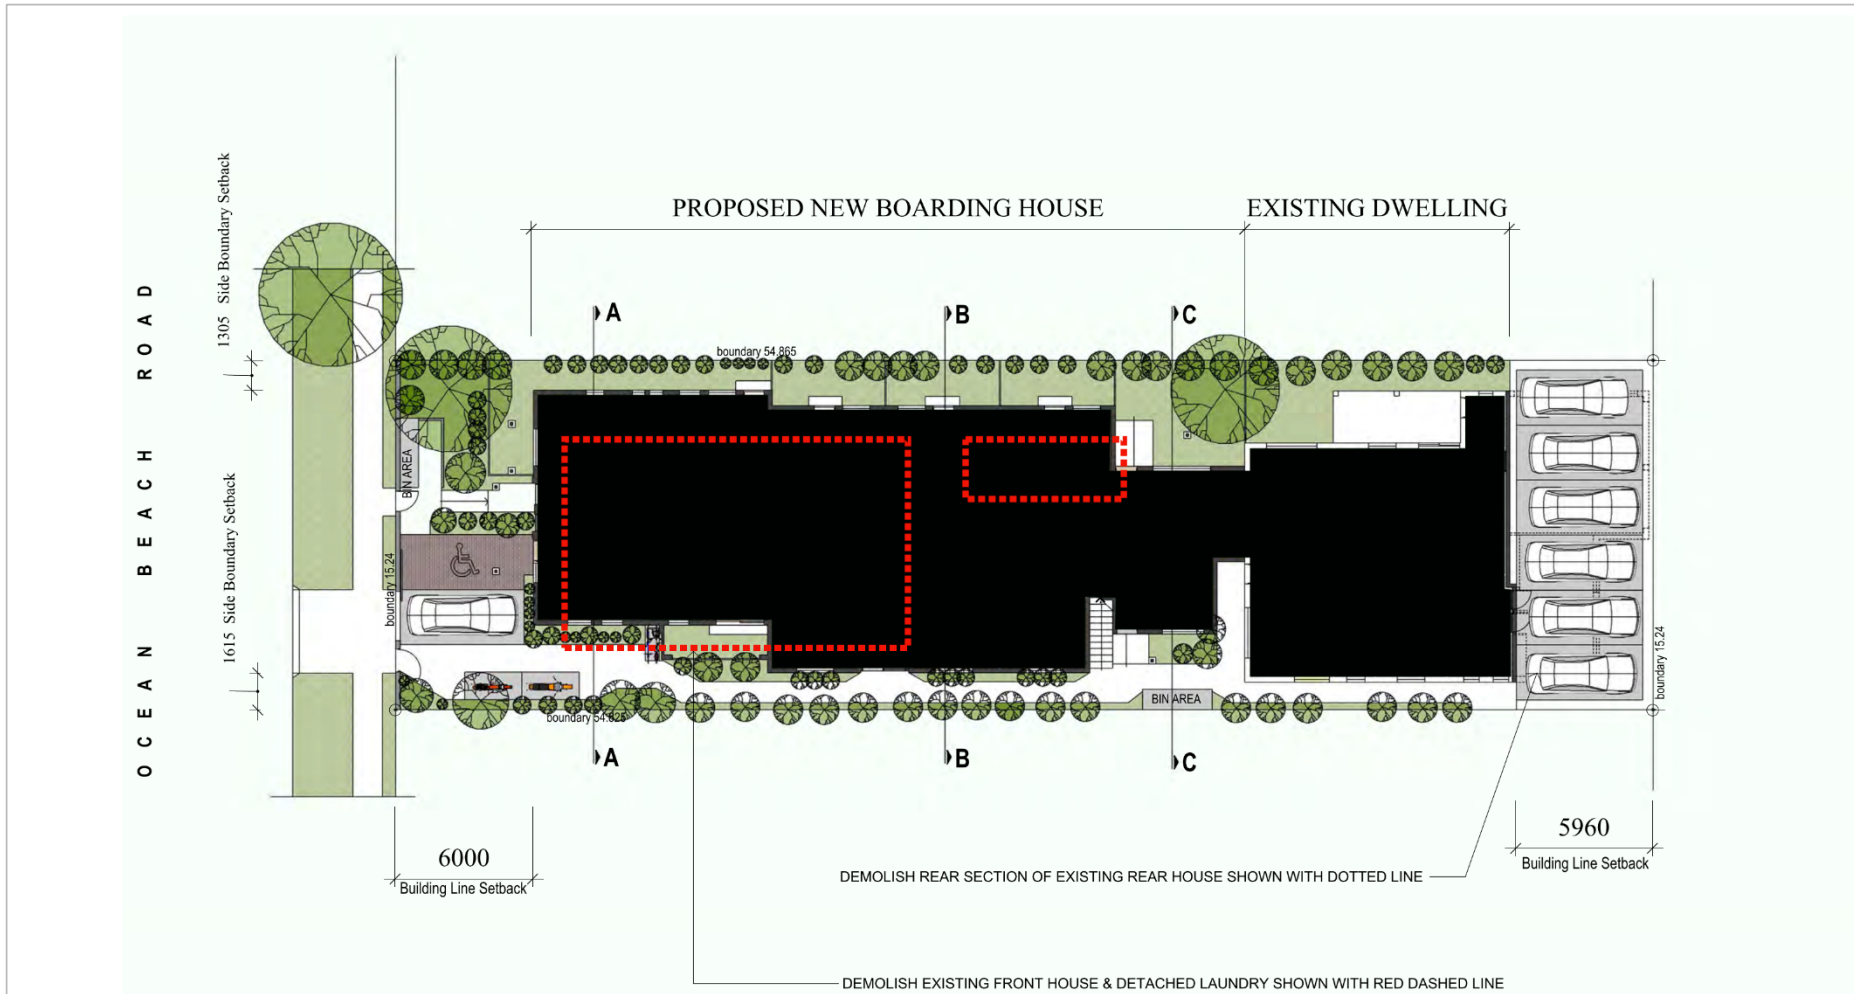 PROPOSED NEW BOARDING HOUSE
EXISTING DWELLING
1305 Side Boundary Setback
OCEAN BEACH ROAD
A
B
C
boundary 54.865
BIN AREA
boundary 15.24
1615 Side Boundary Setback
boundary 54.825
BIN AREA
boundary 15.24
A
B
C
6000
Building Line Setback
5960
Building Line Setback
DEMOLISH REAR SECTION OF EXISTING REAR HOUSE SHOWN WITH DOTTED LINE
DEMOLISH EXISTING FRONT HOUSE & DETACHED LAUNDRY SHOWN WITH RED DASHED LINE